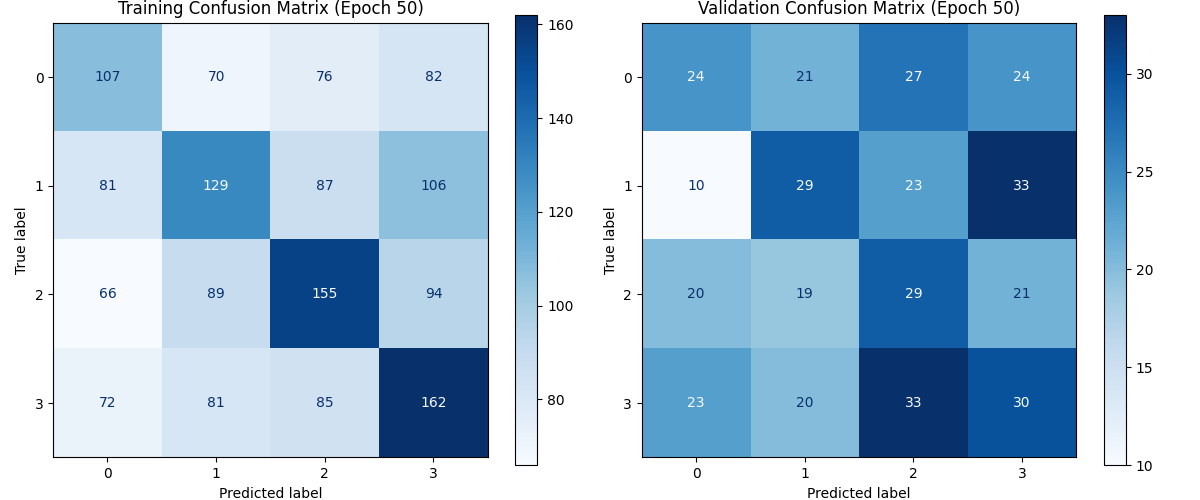 Training Confusion Matrix (Epoch 50)
True label
0
1
2
3
107 70 76 82
81 129 87 106
66 89 155 94
72 81 85 162
0 1 2 3
Predicted label
160
140
120
100
80
Validation Confusion Matrix (Epoch 50)
True label
0
1
2
3
24 21 27 24
10 29 23 33
20 19 29 21
23 20 33 30
0 1 2 3
Predicted label
30
25
20
15
10